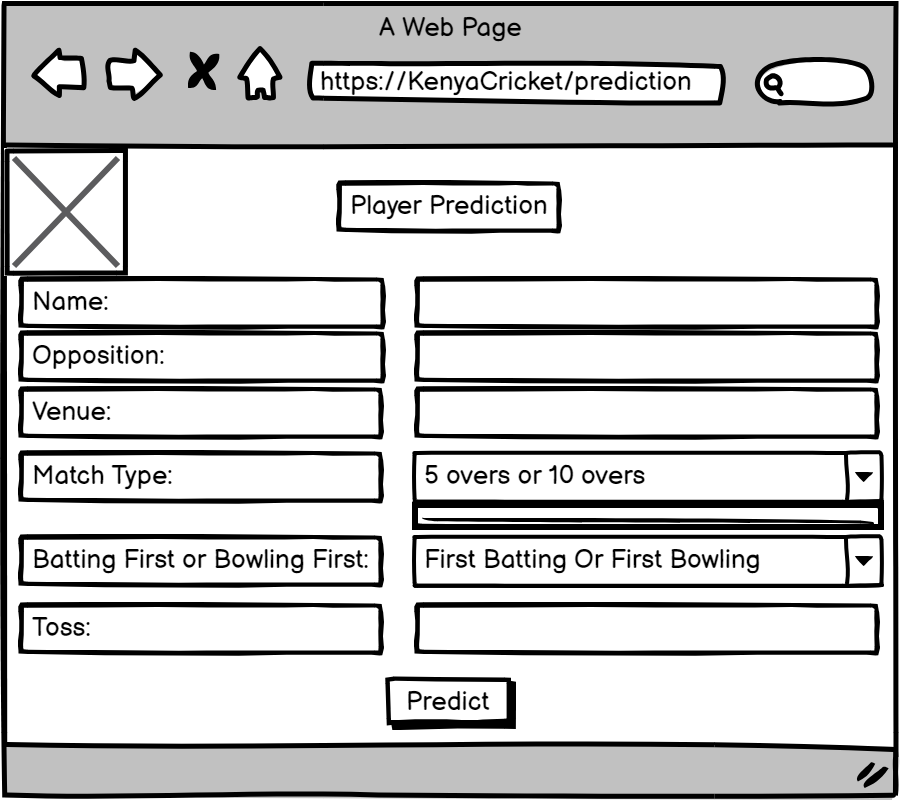 A Web Page
https://KenyaCricket/prediction
Player Prediction
Name:
Opposition:
Venue:
Match Type:
5 overs or 10 overs
Batting First or Bowling First:
First Batting Or First Bowling
Toss:
Predict